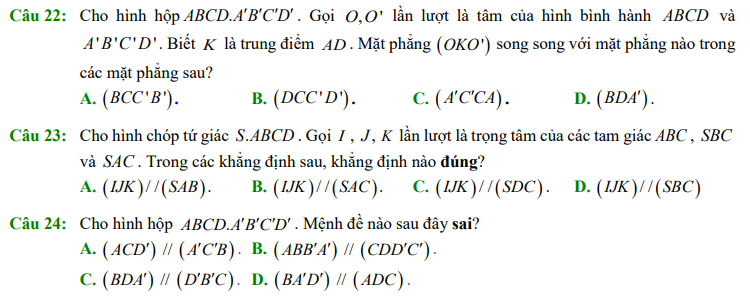 Câu 22: Cho hình hộp ABCD.A'B'C'D'. Gọi O,O' lần lượt là tâm của hình bình hành ABCD và
A'B'C'D'. Biết K là trung điểm AD. Mặt phẳng (OKO') song song với mặt phẳng nào trong
các mặt phẳng sau?
A. (BCC'B'). B. (DCC'D'). C. (A'C'CA). D. (BDA').
Câu 23: Cho hình chóp tứ giác S.ABCD. Gọi I, J, K lần lượt là trọng tâm của các tam giác ABC, SBC
và SAC. Trong các khẳng định sau, khẳng định nào đúng?
A. (IJK)//(SAB). B. (IJK)//(SAC). C. (IJK)//(SDC). D. (IJK)//(SBC)
Câu 24: Cho hình hộp ABCD.A'B'C'D'. Mệnh đề nào sau đây sai?
A. (ACD') // (A'C'B). B. (ABB'A') // (CDD'C').
C. (BDA') // (D'B'C). D. (BA'D') // (ADC).